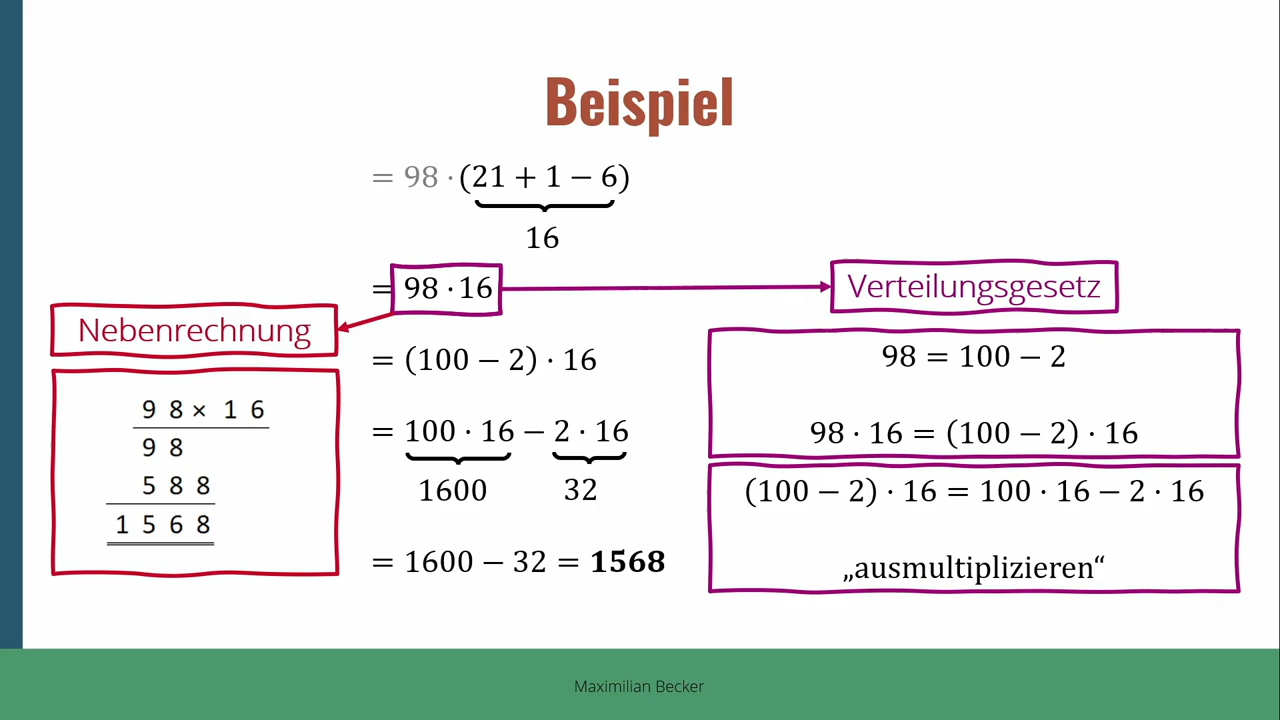 Beispiel
= 98 · (21 + 1 − 6)
16
= 98 · 16
Verteilungsgesetz
Nebenrechnung
98 = 100 − 2
= (100 − 2) · 16
9 8 × 1 6
9 8
5 8 8
1 5 6 8
= 100 · 16 − 2 · 16
1600 32
98 · 16 = (100 − 2) · 16
(100 − 2) · 16 = 100 · 16 − 2 · 16
= 1600 − 32 = 1568
„ausmultiplizieren“
Maximilian Becker